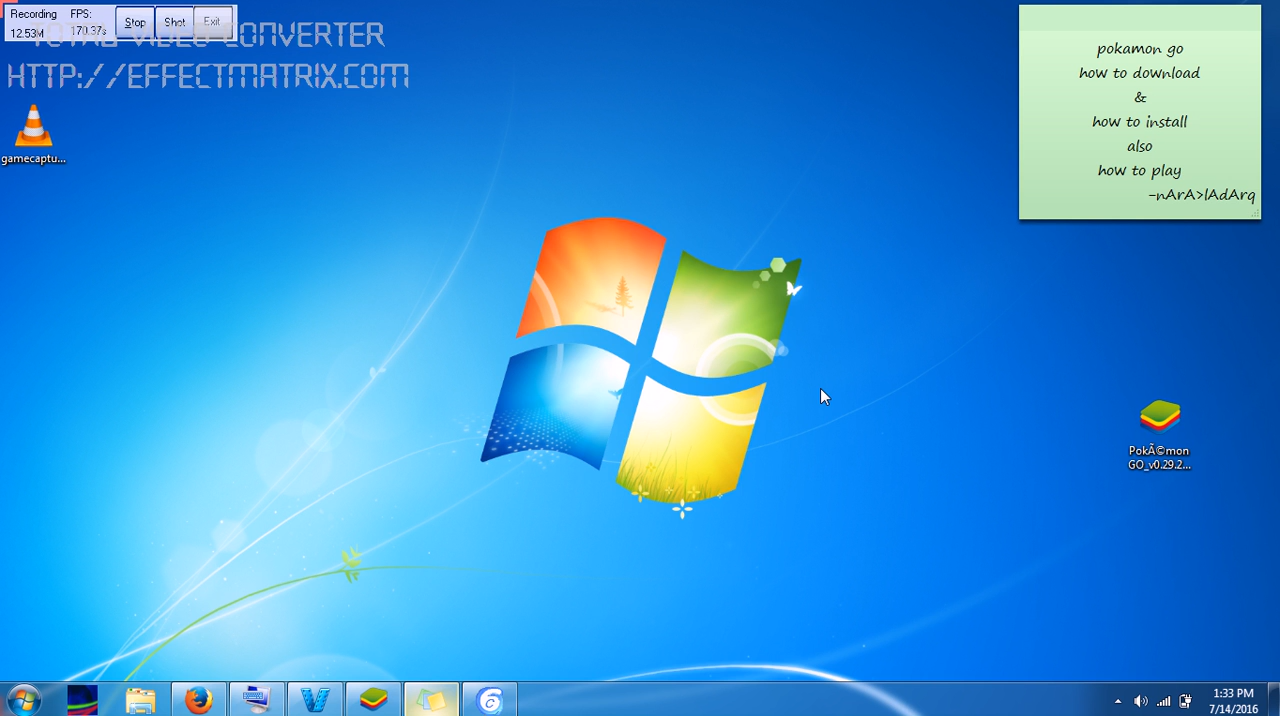 Recording FPS:
12.53M 170.37s
Stop Shot Exit
VIDEO CONVERTER
HTTP://EFFECTMATRIX.COM
gamecaptu...
pokamon go
how to download
&
how to install
also
how to play
-nArA>lAdArq
PokÃ©mon
GO_v0.29.2...
1:33 PM
7/14/2016